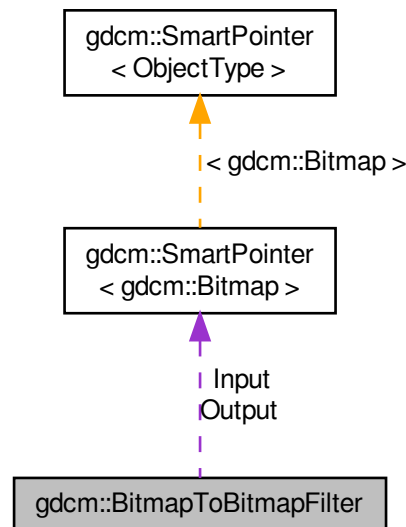 gdcm::SmartPointer
< ObjectType >
< gdcm::Bitmap >
gdcm::SmartPointer
< gdcm::Bitmap >
Input
Output
gdcm::BitmapToBitmapFilter